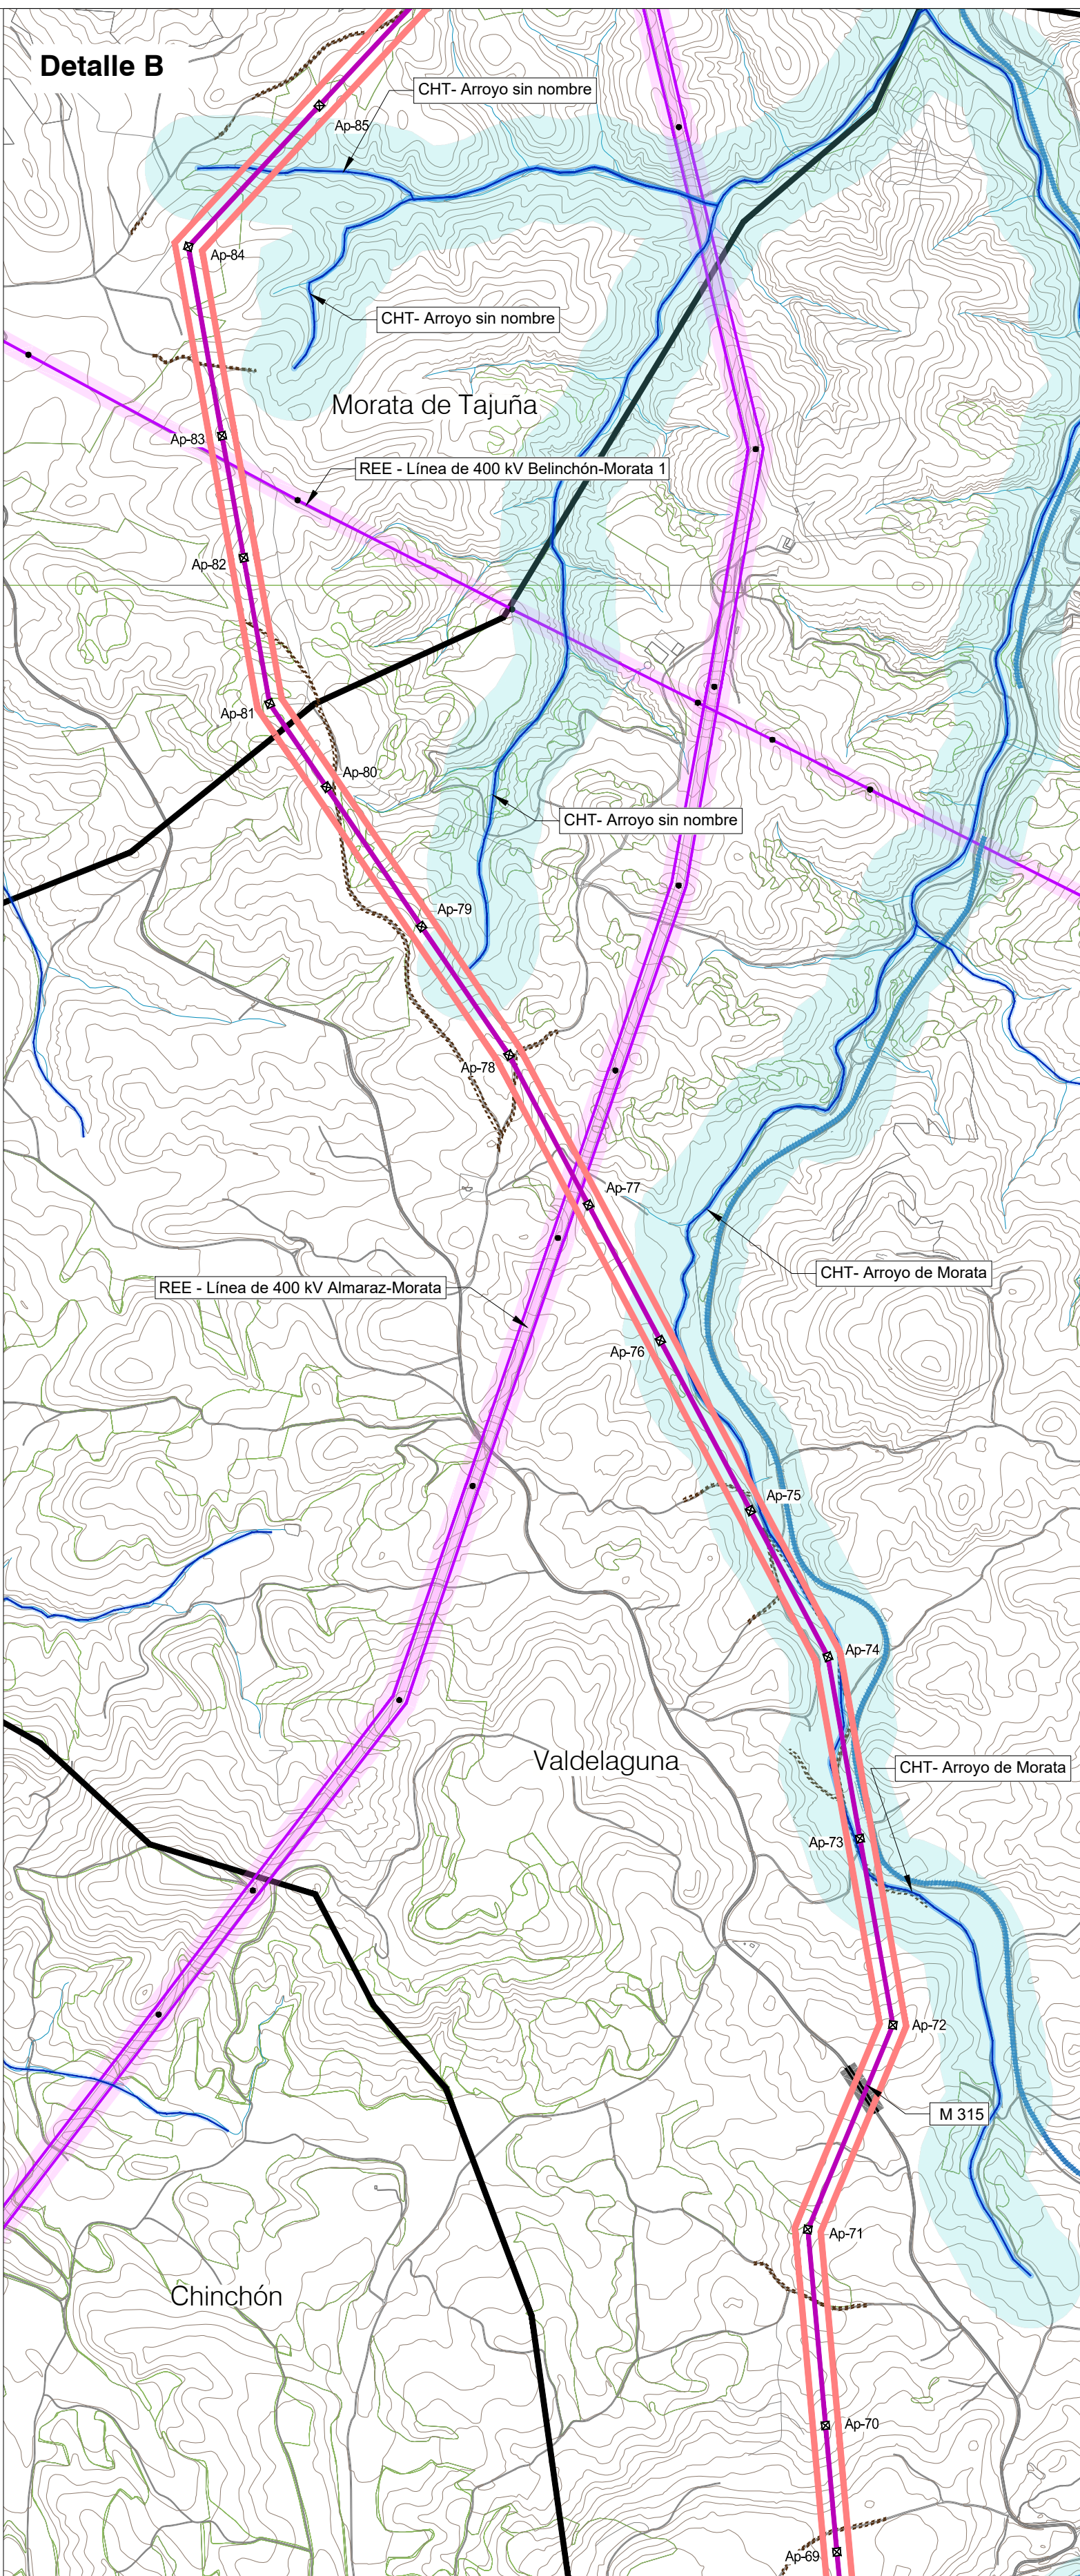 Detalle B
CHT- Arroyo sin nombre
Ap-85
Ap-84
CHT- Arroyo sin nombre
Morata de Tajuña
Ap-83
REE - Línea de 400 kV Belinchón-Morata 1
Ap-82
Ap-81
Ap-80
CHT- Arroyo sin nombre
Ap-79
Ap-78
Ap-77
CHT- Arroyo de Morata
REE - Línea de 400 kV Almaraz-Morata
Ap-76
Ap-75
Ap-74
Valdelaguna
CHT- Arroyo de Morata
Ap-73
Ap-72
M 315
Ap-71
Chinchón
Ap-70
Ap-69